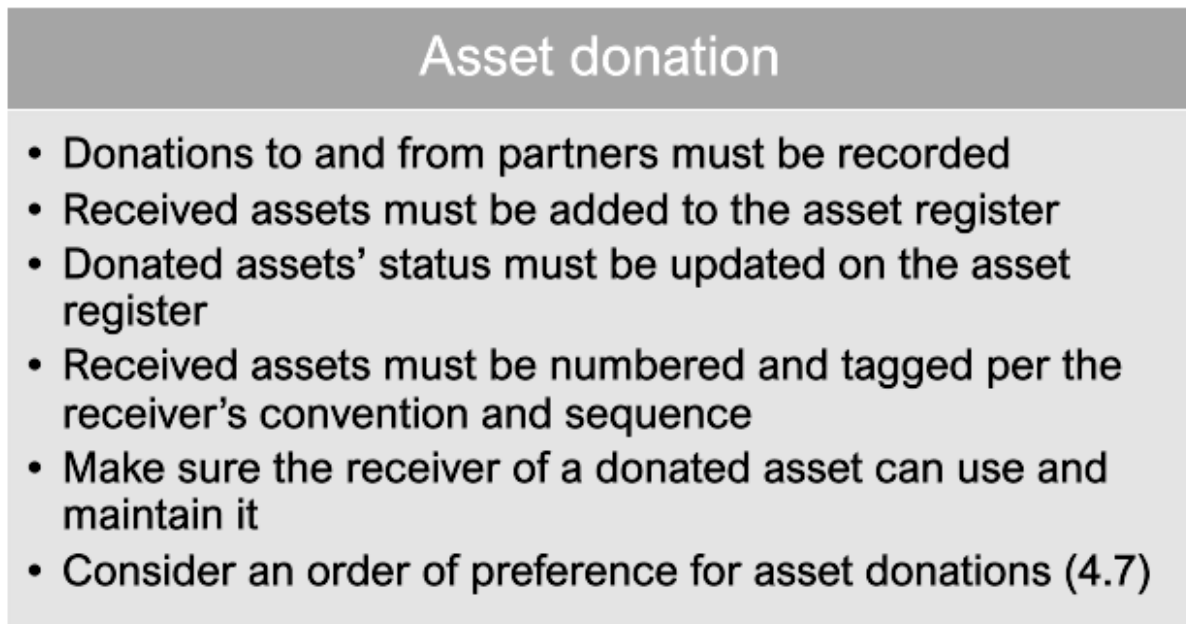 Asset donation
• Donations to and from partners must be recorded
• Received assets must be added to the asset register
• Donated assets’ status must be updated on the asset
register
• Received assets must be numbered and tagged per the
receiver’s convention and sequence
• Make sure the receiver of a donated asset can use and
maintain it
• Consider an order of preference for asset donations (4.7)